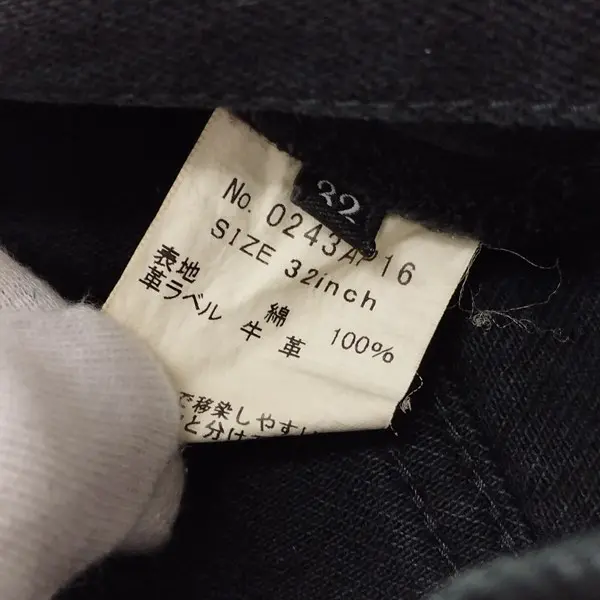 32
No. 0243AP16
SIZE 32inch
表地 綿 100%
革ラベル 牛革
で移染しやすい
と分け